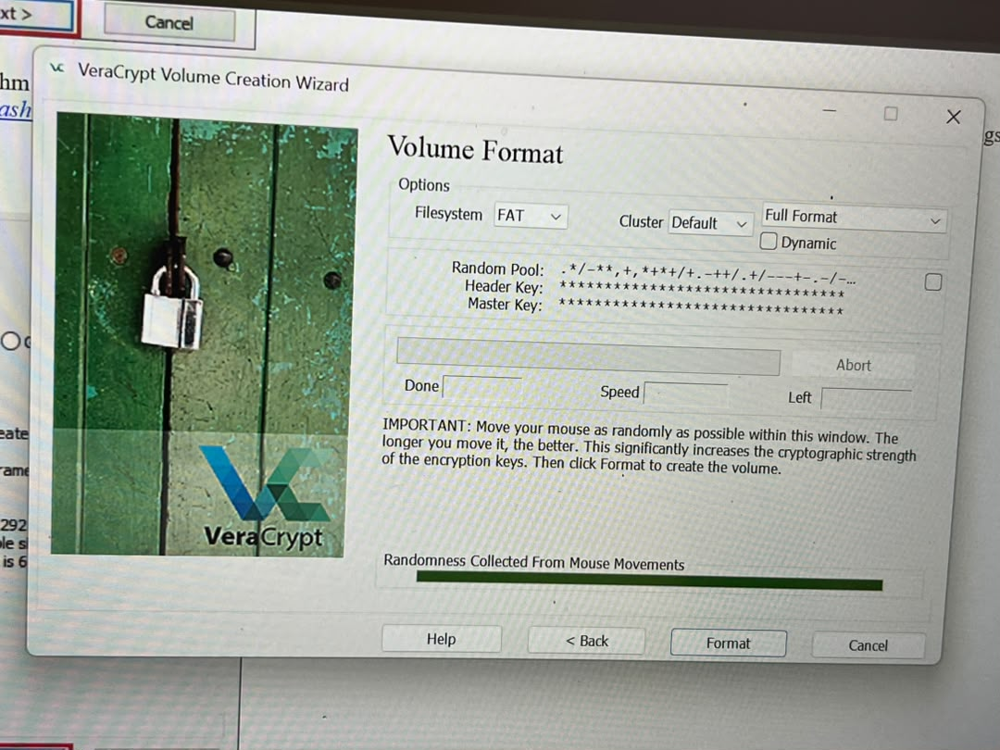 xt >
Cancel
hm
ash
VeraCrypt Volume Creation Wizard
gs
Volume Format
Options
Filesystem FAT Cluster Default Full Format
Dynamic
Random Pool: .*/-**,+,*+*+/+.-++/.+/---+-.-/-...
Header Key: ********************************
Master Key: ********************************
Abort
Done Speed Left
IMPORTANT: Move your mouse as randomly as possible within this window. The
longer you move it, the better. This significantly increases the cryptographic strength
of the encryption keys. Then click Format to create the volume.
eate
rame
292
le s
is 6
VeraCrypt
Randomness Collected From Mouse Movements
Help < Back Format Cancel